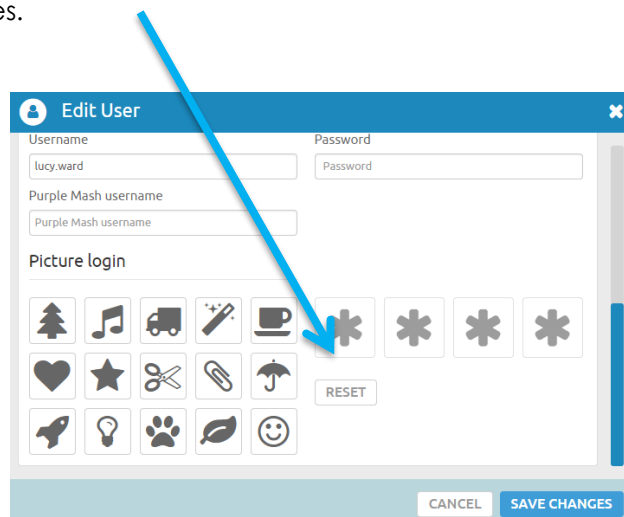 es.
Edit User
Username Password
lucy.ward Password
Purple Mash username
Purple Mash username
Picture login
RESET
CANCEL SAVE CHANGES